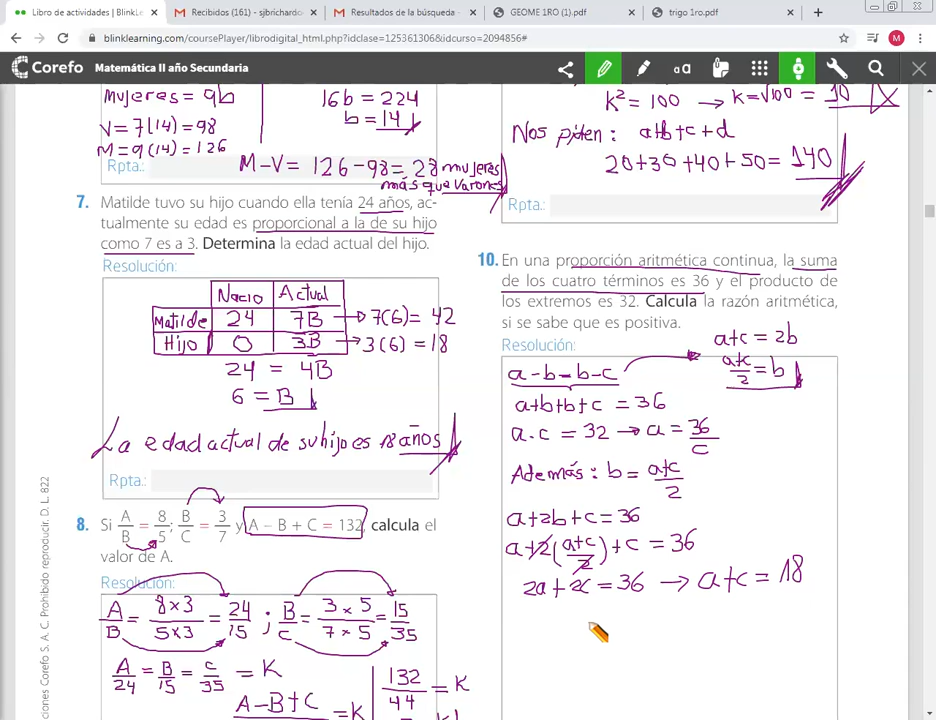 Libro de actividades | BlinkLe
Recibidos (161) - sjbrichardo
Resultados de la búsqueda -
GEOME 1RO (1).pdf
trigo 1ro.pdf
blinklearning.com/coursePlayer/librodigital_html.php?idclase=125361306&idcurso=2094856#
M
Corefo
Matemática II año Secundaria
aA
Mujeres = 9b
V = 7(14) = 98
M = 9(14) = 126
16b = 224
b = 14
Rpta.:
M-V = 126-98 = 28 mujeres
más que varones
7. Matilde tuvo su hijo cuando ella tenía 24 años, ac-
tualmente su edad es proporcional a la de su hijo
como 7 es a 3. Determina la edad actual del hijo.
Resolución:
Nacio Actual
Matilde 24 7B → 7(6) = 42
Hijo 0 3B → 3(6) = 18
24 = 4B
6 = B
La edad actual de su hijo es 18 años
Rpta.:
8. Si A/B = 8/5; B/C = 3/7 y A – B + C = 132, calcula el
valor de A.
Resolución:
A/B = 8×3/5×3 = 24/15 ; B/C = 3×5/7×5 = 15/35
A/24 = B/15 = C/35 = K
A-B+C = K
132/44 = K
ciones Corefo S. A. C. Prohibido reproducir. D. L. 822
K² = 100 → K = √100 = 10
Nos piden: a+b+c+d
20+30+40+50 = 140
Rpta.:
10. En una proporción aritmética continua, la suma
de los cuatro términos es 36 y el producto de
los extremos es 32. Calcula la razón aritmética,
si se sabe que es positiva.
Resolución:
a+c = 2b
a+c/2 = b
a-b = b-c
a+b+b+c = 36
a.c = 32 → a = 36/c
Además: b = a+c/2
a+2b+c = 36
a+2(a+c/2)+c = 36
2a+2c = 36 → a+c = 18